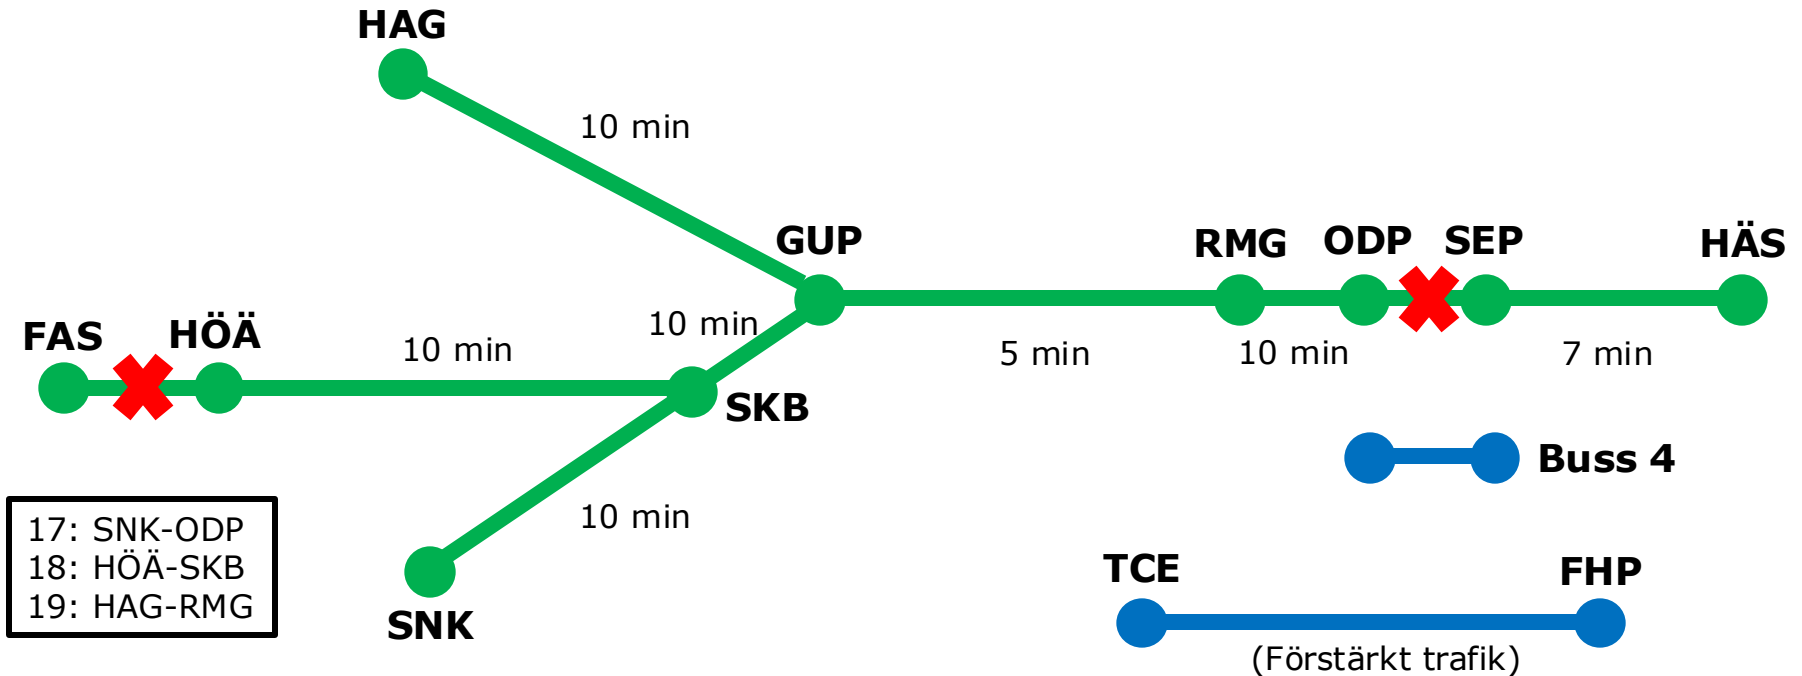 HAG
10 min
GUP
RMG
ODP
SEP
HÄS
FAS
HÖÄ
10 min
10 min
5 min
10 min
7 min
SKB
Buss 4
10 min
17: SNK-ODP
18: HÖÄ-SKB
19: HAG-RMG
SNK
TCE
FHP
(Förstärkt trafik)